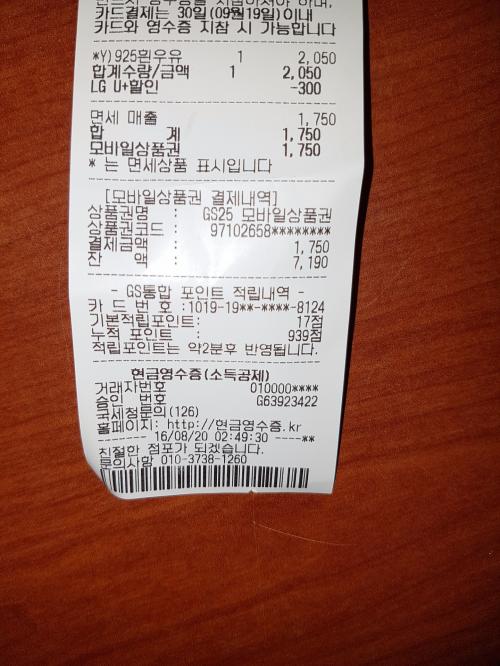 카드결제는 30일(09월19일)이내
카드와 영수증 지참 시 가능합니다
*Y)925흰우유 1 2,050
합계수량/금액 1 2,050
LG U+할인 -300
면세 매출 1,750
합 계 1,750
모바일상품권 1,750
* 는 면세상품 표시입니다
[모바일상품권 결제내역]
상품권명 : GS25 모바일상품권
상품권코드 : 97102658********
결제금액 : 1,750
잔 액 : 7,190
- GS통합 포인트 적립내역 -
카 드 번 호 :1019-19**-****-8124
기본적립포인트: 17점
누적 포인트 : 939점
적립포인트는 약2분후 반영됩니다.
현금영수증(소득공제)
거래자번호 010000****
승인 번호 G63923422
국세청문의(126)
홈페이지: http://현금영수증.kr
-------- 16/08/20 02:49:30 ----**
친절한 점포가 되겠습니다.
문의사항 010-3738-1260